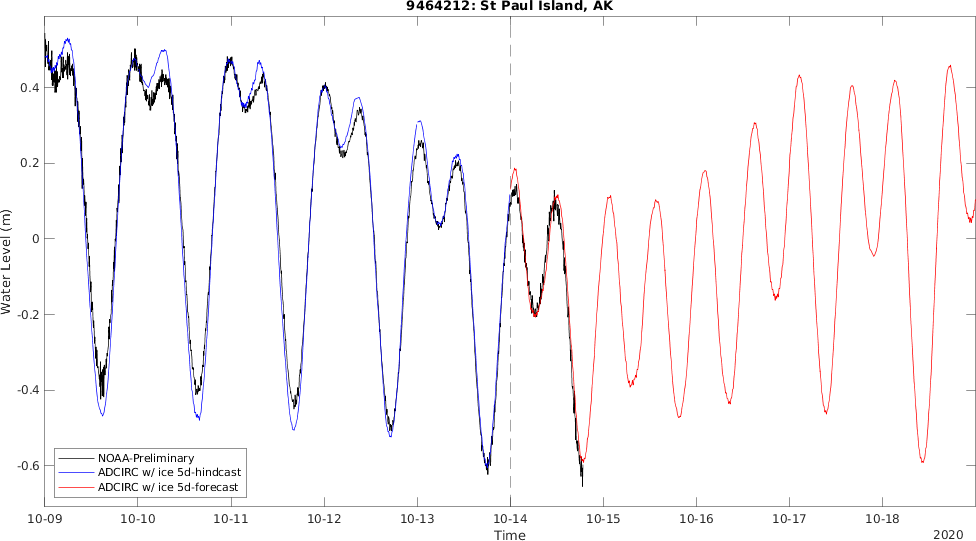 9464212: St Paul Island, AK
Water Level (m)
0.4
0.2
0
-0.2
-0.4
-0.6
NOAA-Preliminary
ADCIRC w/ ice 5d-hindcast
ADCIRC w/ ice 5d-forecast
10-09 10-10 10-11 10-12 10-13 10-14 10-15 10-16 10-17 10-18
Time
2020